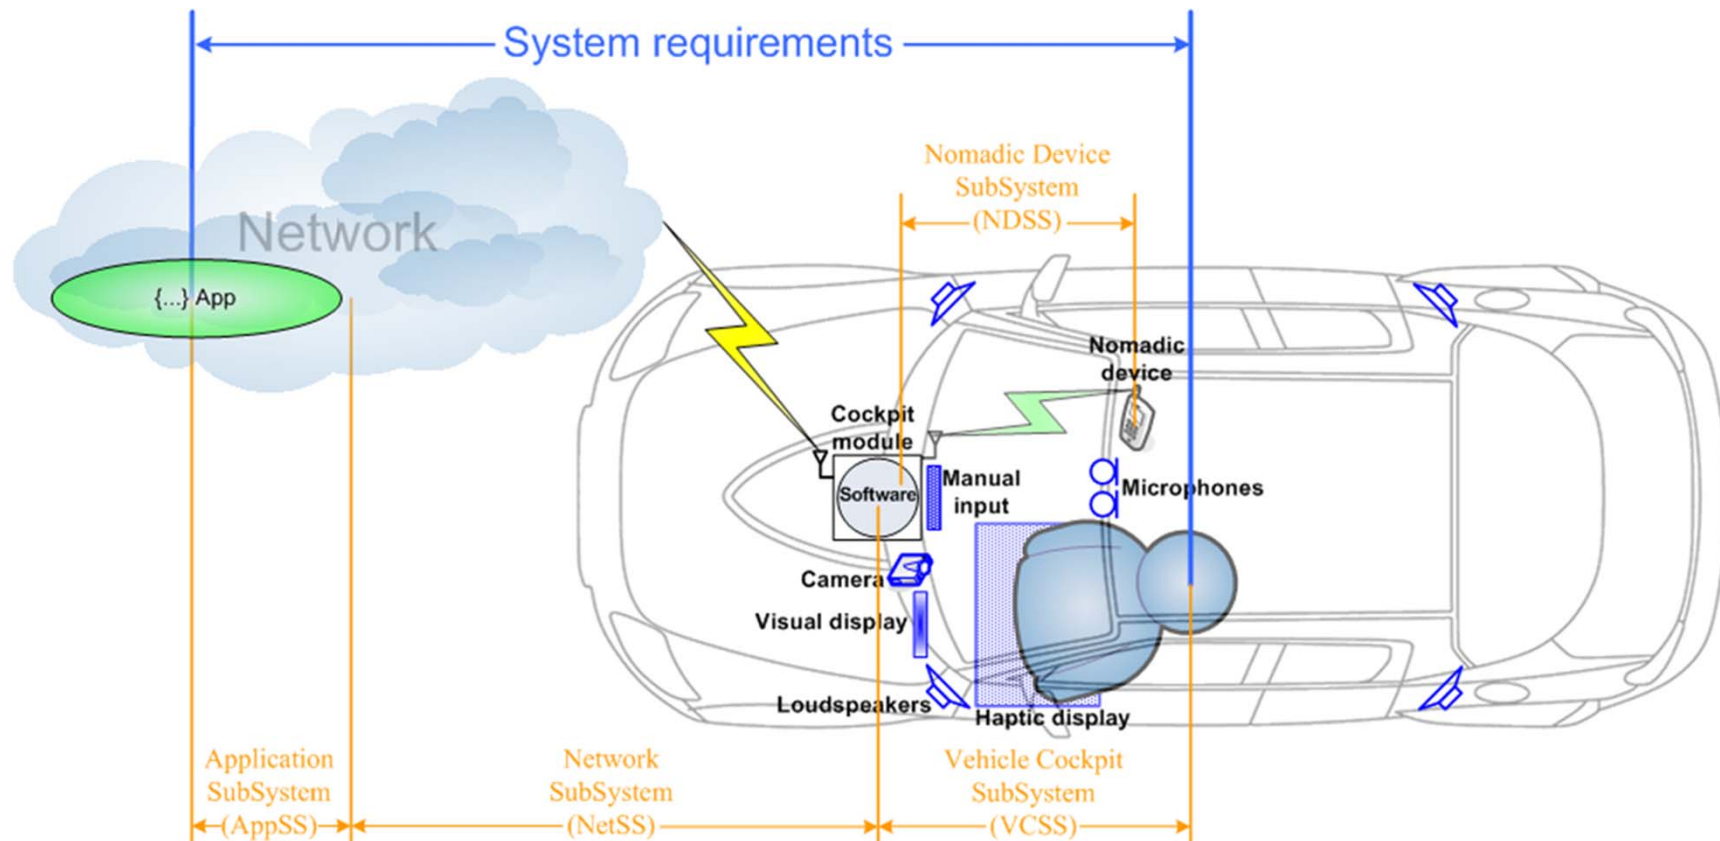 System requirements
Nomadic Device
SubSystem
(NDSS)
Network
{...} App
Nomadic
device
Cockpit
module
Software
Manual
input
Microphones
Camera
Visual display
Loudspeakers
Haptic display
Application
SubSystem
(AppSS)
Network
SubSystem
(NetSS)
Vehicle Cockpit
SubSystem
(VCSS)